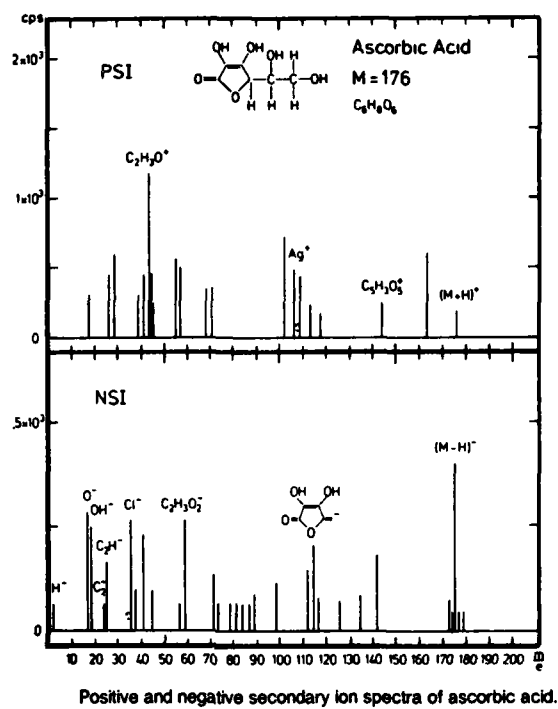 cps
2×10³
PSI
OH OH
OH H
O= C—C—OH
O
H H H
Ascorbic Acid
M = 176
C₆H₈O₆
C₂H₃O⁺
1×10³
Ag⁺
C₅H₃O₅⁺
(M+H)⁺
0
NSI
.5×10³
(M-H)⁻
O⁻
OH⁻
Cl⁻
C₂H₃O₂⁻
OH OH
C₂H⁻
O= C—⁻
O
H⁻
C₂⁻
0
10 20 30 40 50 60 70 80 90 100 110 120 130 140 150 160 170 180 190 200 m/e
Positive and negative secondary ion spectra of ascorbic acid.